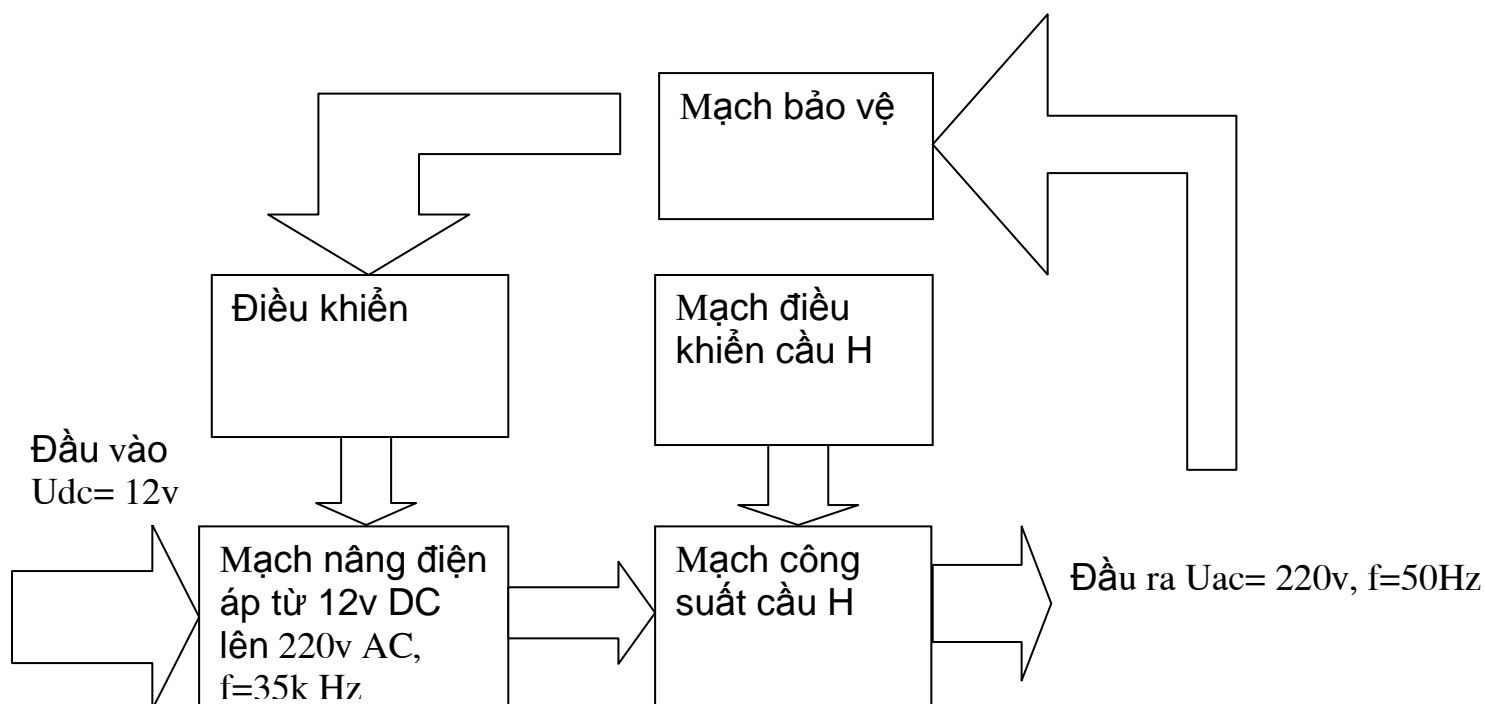 Mạch bảo vệ
Điều khiển
Mạch điều
khiển cầu H
Đầu vào
Udc= 12v
Mạch nâng điện
áp từ 12v DC
lên 220v AC,
f=35k Hz
Mạch công
suất cầu H
Đầu ra Uac= 220v, f=50Hz